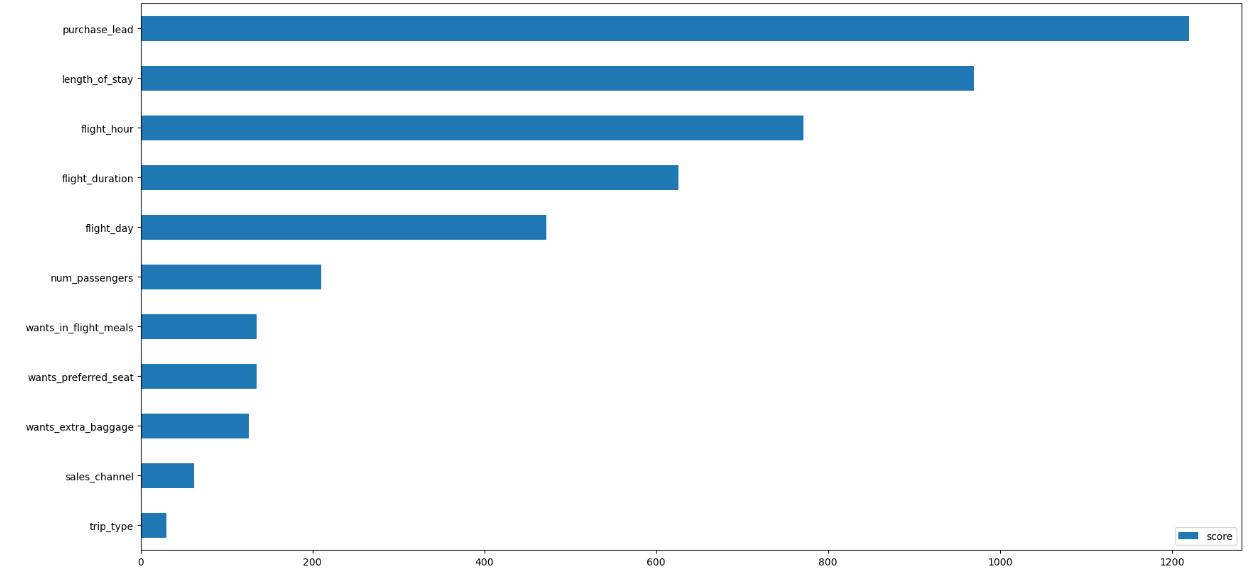 purchase_lead
length_of_stay
flight_hour
flight_duration
flight_day
num_passengers
wants_in_flight_meals
wants_preferred_seat
wants_extra_baggage
sales_channel
trip_type
score
0 200 400 600 800 1000 1200